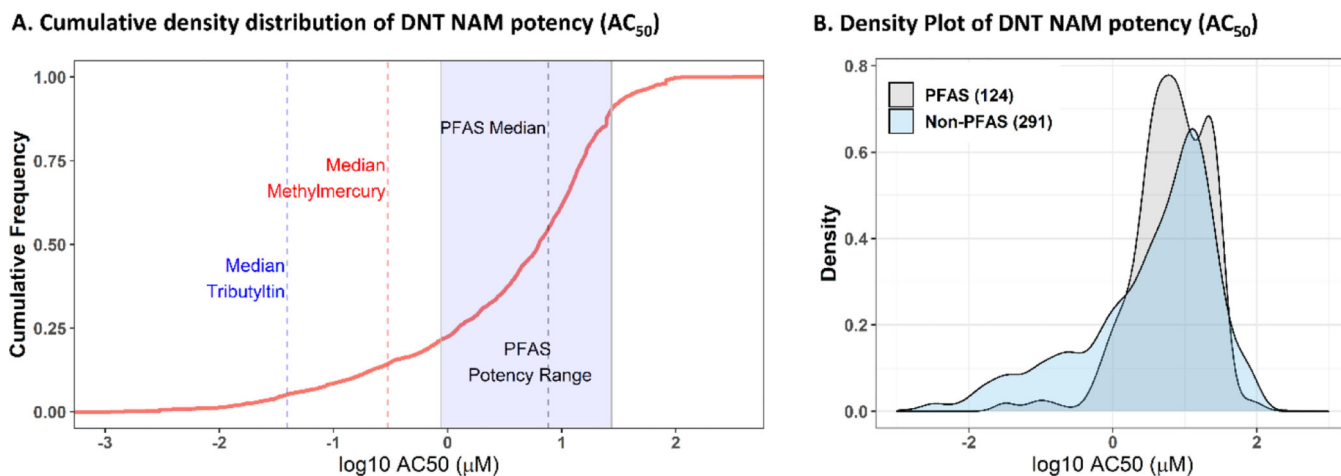 A. Cumulative density distribution of DNT NAM potency (AC50)
Cumulative Frequency
1.00
0.75
0.50
0.25
0.00
PFAS Median
Median
Methylmercury
Median
Tributyltin
PFAS
Potency Range
-3
-2
-1
0
1
2
log10 AC50 (μM)
B. Density Plot of DNT NAM potency (AC50)
Density
0.8
0.6
0.4
0.2
0.0
PFAS (124)
Non-PFAS (291)
-2
0
2
log10 AC50 (μM)